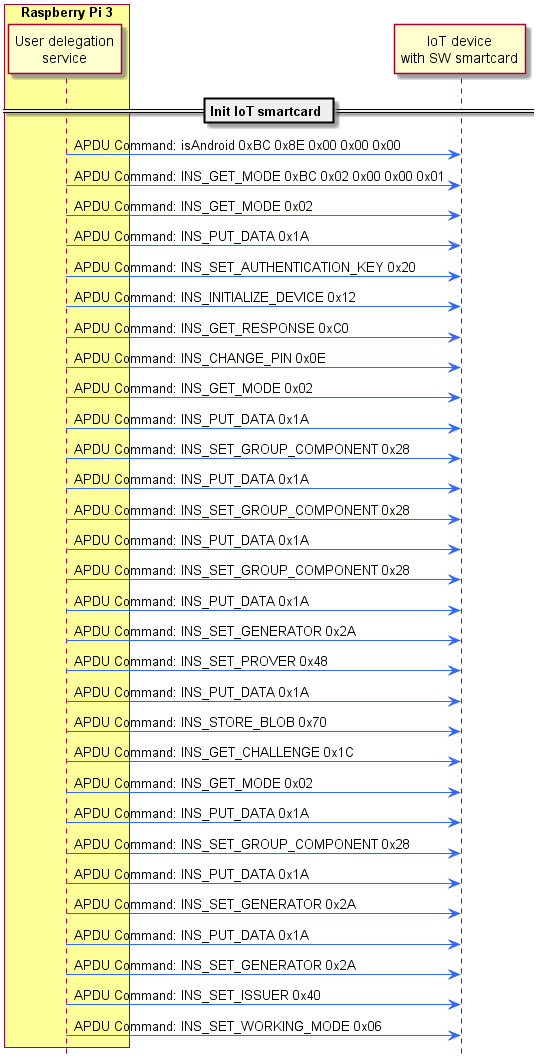 Raspberry Pi 3
User delegation
service
IoT device
with SW smartcard
Init IoT smartcard
APDU Command: isAndroid 0xBC 0x8E 0x00 0x00 0x00
APDU Command: INS_GET_MODE 0xBC 0x02 0x00 0x00 0x01
APDU Command: INS_GET_MODE 0x02
APDU Command: INS_PUT_DATA 0x1A
APDU Command: INS_SET_AUTHENTICATION_KEY 0x20
APDU Command: INS_INITIALIZE_DEVICE 0x12
APDU Command: INS_GET_RESPONSE 0xC0
APDU Command: INS_CHANGE_PIN 0x0E
APDU Command: INS_GET_MODE 0x02
APDU Command: INS_PUT_DATA 0x1A
APDU Command: INS_SET_GROUP_COMPONENT 0x28
APDU Command: INS_PUT_DATA 0x1A
APDU Command: INS_SET_GROUP_COMPONENT 0x28
APDU Command: INS_PUT_DATA 0x1A
APDU Command: INS_SET_GROUP_COMPONENT 0x28
APDU Command: INS_PUT_DATA 0x1A
APDU Command: INS_SET_GENERATOR 0x2A
APDU Command: INS_SET_PROVER 0x48
APDU Command: INS_PUT_DATA 0x1A
APDU Command: INS_STORE_BLOB 0x70
APDU Command: INS_GET_CHALLENGE 0x1C
APDU Command: INS_GET_MODE 0x02
APDU Command: INS_PUT_DATA 0x1A
APDU Command: INS_SET_GROUP_COMPONENT 0x28
APDU Command: INS_PUT_DATA 0x1A
APDU Command: INS_SET_GENERATOR 0x2A
APDU Command: INS_PUT_DATA 0x1A
APDU Command: INS_SET_GENERATOR 0x2A
APDU Command: INS_SET_ISSUER 0x40
APDU Command: INS_SET_WORKING_MODE 0x06